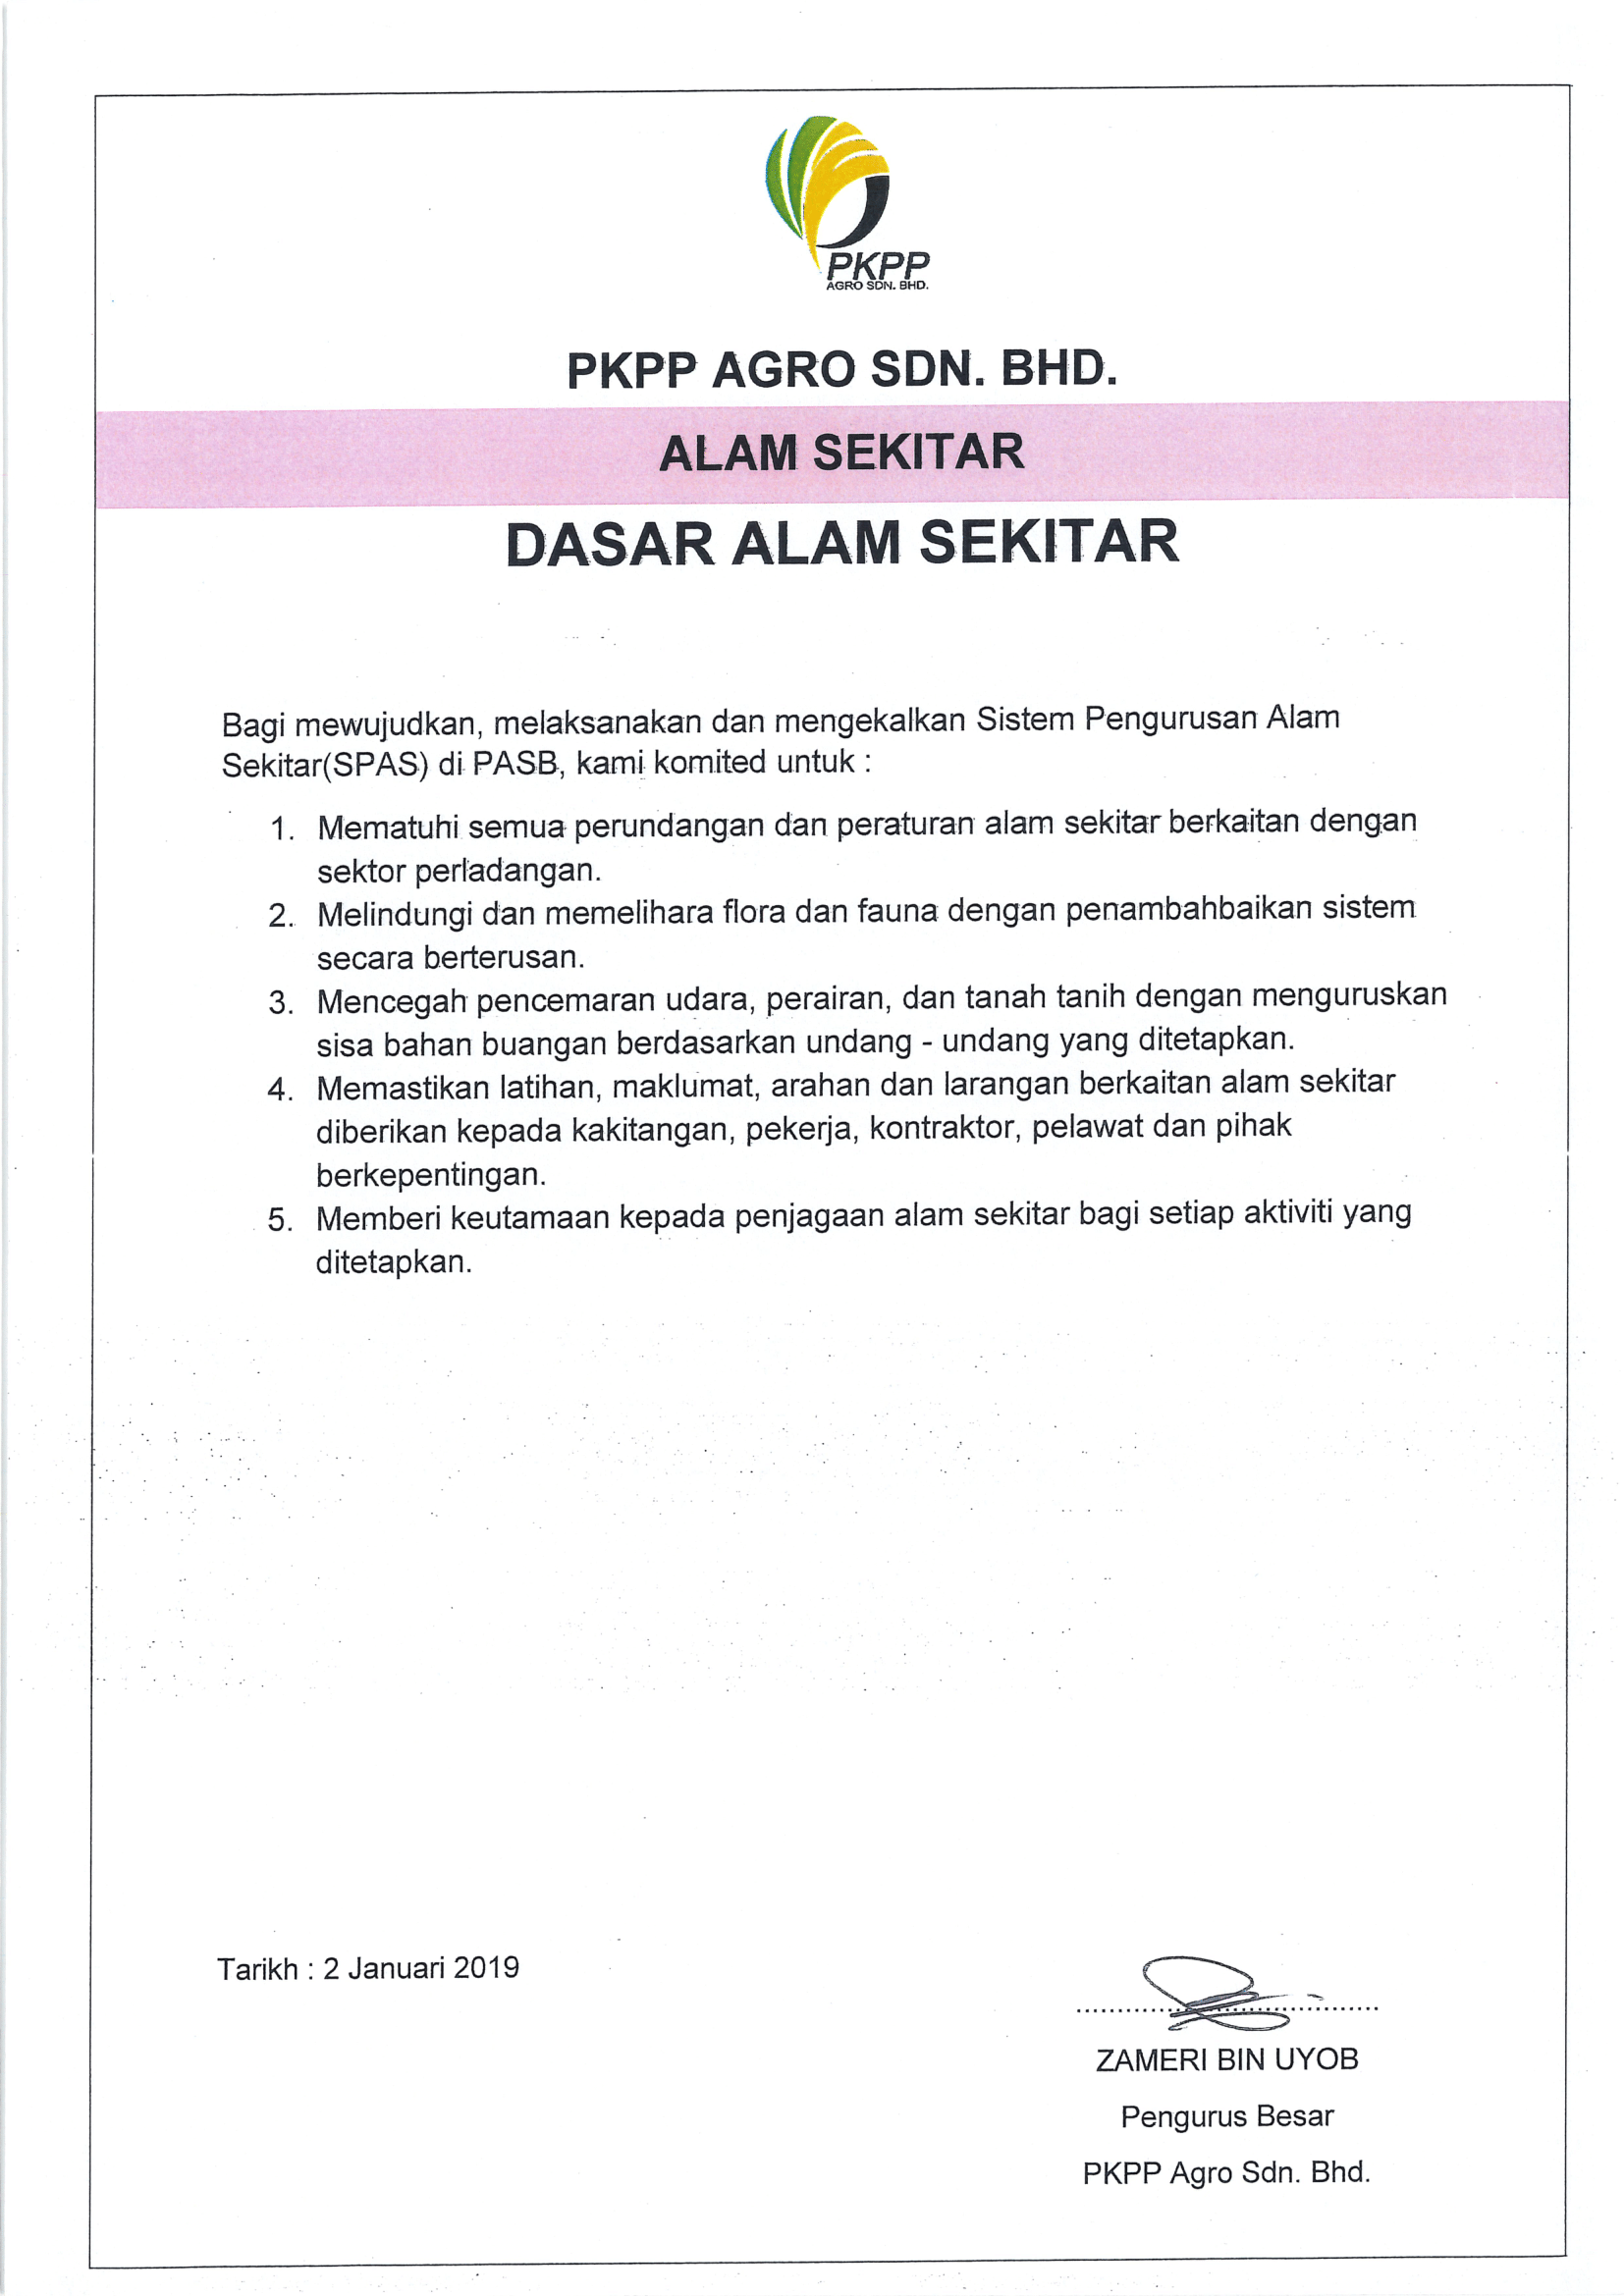 PKPP
AGRO SDN. BHD.
PKPP AGRO SDN. BHD.
ALAM SEKITAR
DASAR ALAM SEKITAR
Bagi mewujudkan, melaksanakan dan mengekalkan Sistem Pengurusan Alam
Sekitar(SPAS) di PASB, kami komited untuk :
1. Mematuhi semua perundangan dan peraturan alam sekitar berkaitan dengan
sektor perladangan.
2. Melindungi dan memelihara flora dan fauna dengan penambahbaikan sistem
secara berterusan.
3. Mencegah pencemaran udara, perairan, dan tanah tanih dengan menguruskan
sisa bahan buangan berdasarkan undang - undang yang ditetapkan.
4. Memastikan latihan, maklumat, arahan dan larangan berkaitan alam sekitar
diberikan kepada kakitangan, pekerja, kontraktor, pelawat dan pihak
berkepentingan.
5. Memberi keutamaan kepada penjagaan alam sekitar bagi setiap aktiviti yang
ditetapkan.
Tarikh : 2 Januari 2019
ZAMERI BIN UYOB
Pengurus Besar
PKPP Agro Sdn. Bhd.